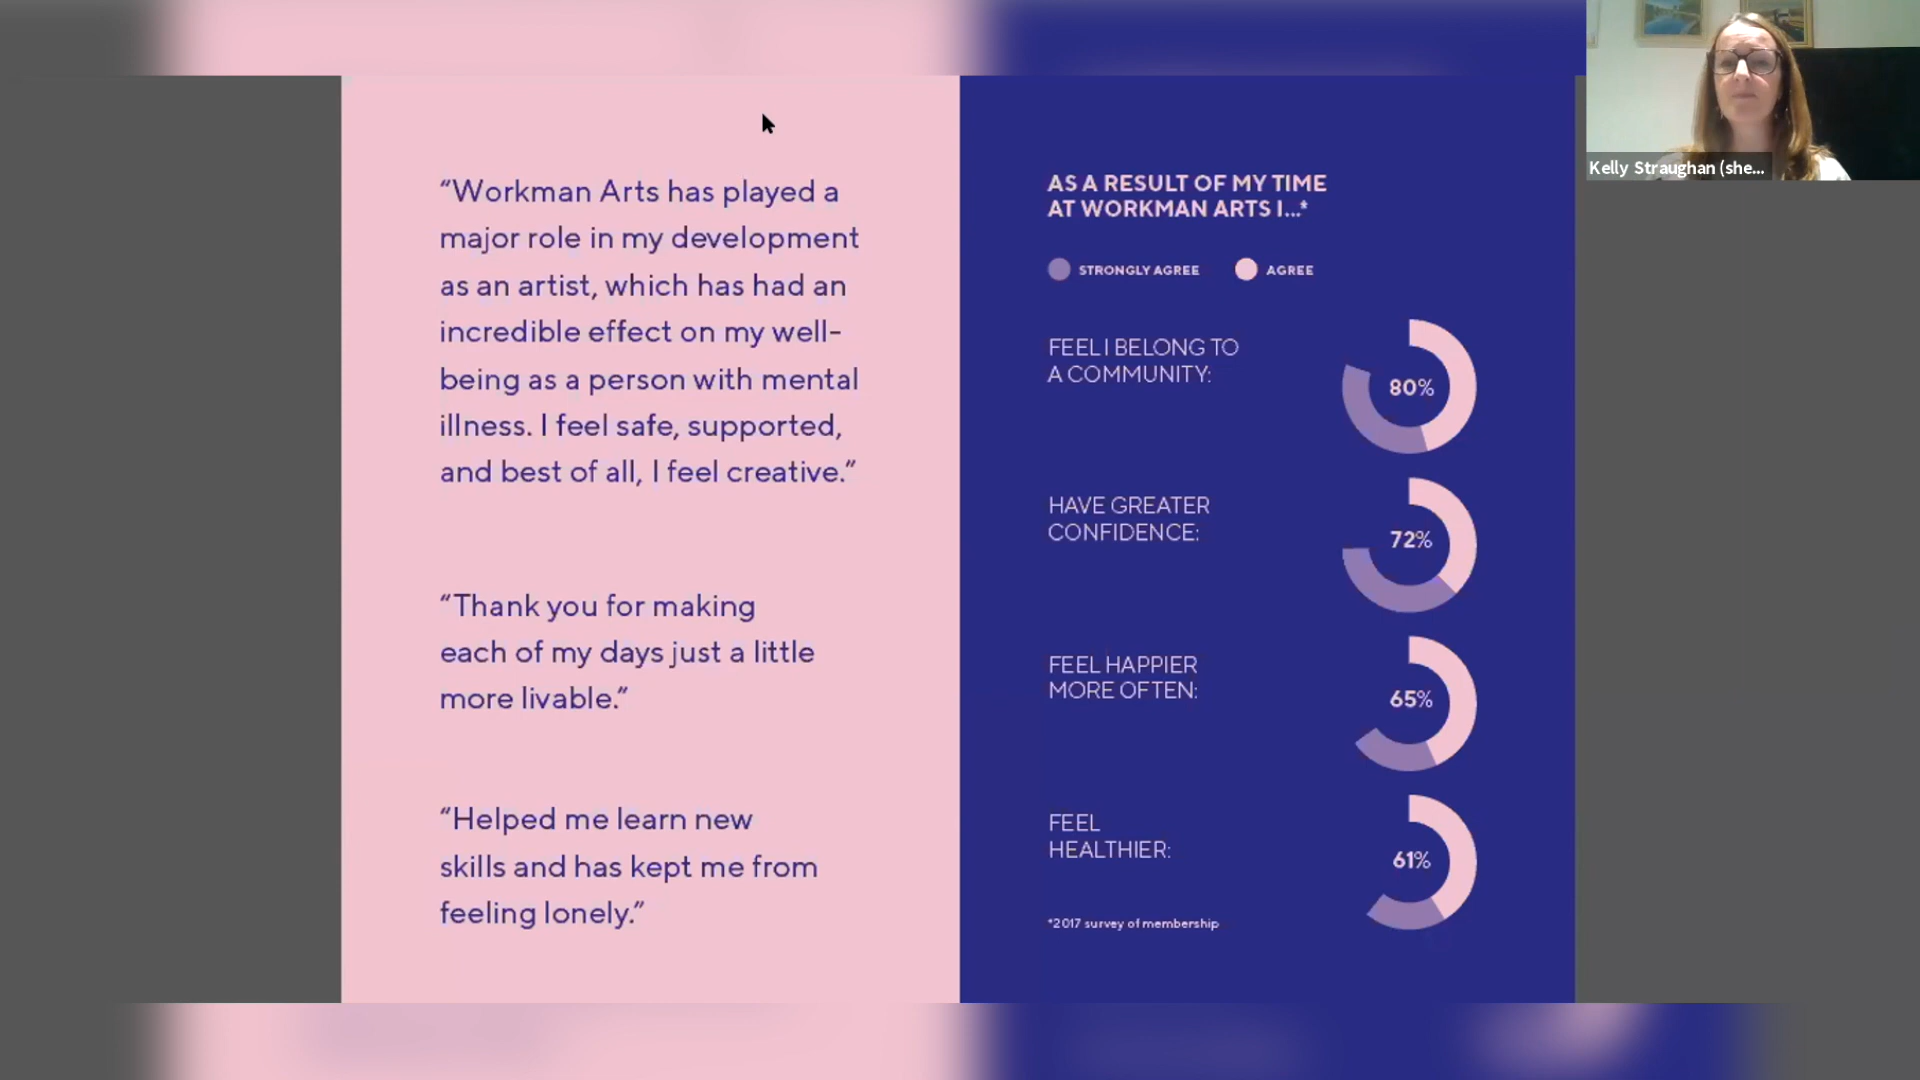 “Workman Arts has played a
major role in my development
as an artist, which has had an
incredible effect on my well-
being as a person with mental
illness. I feel safe, supported,
and best of all, I feel creative.”
“Thank you for making
each of my days just a little
more livable.”
“Helped me learn new
skills and has kept me from
feeling lonely.”
AS A RESULT OF MY TIME
AT WORKMAN ARTS I...*
STRONGLY AGREE
AGREE
FEEL I BELONG TO
A COMMUNITY:
80%
HAVE GREATER
CONFIDENCE:
72%
FEEL HAPPIER
MORE OFTEN:
65%
FEEL
HEALTHIER:
61%
*2017 survey of membership
Kelly Straughan (she...